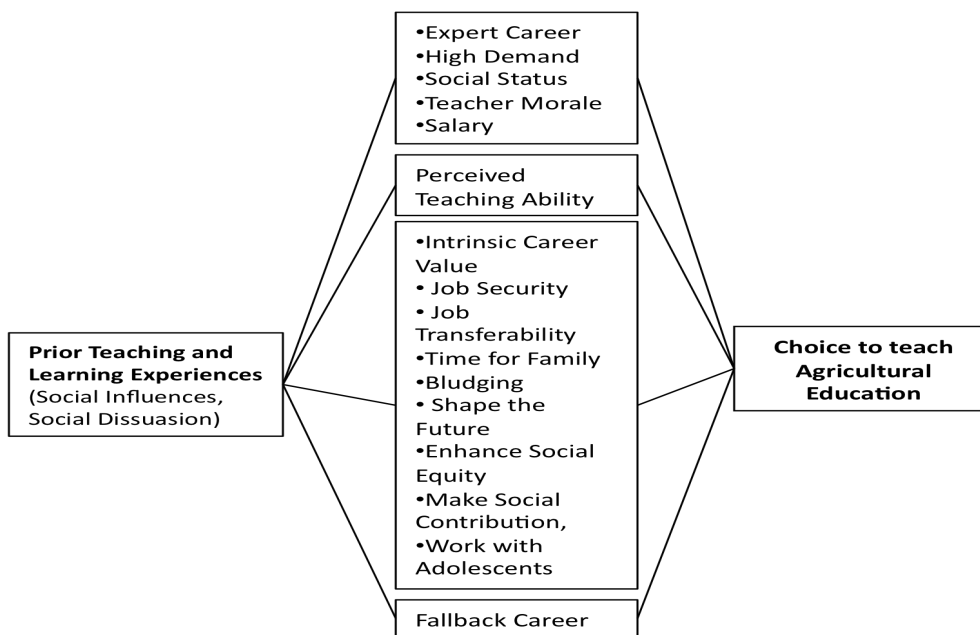 •Expert Career
•High Demand
•Social Status
•Teacher Morale
•Salary
Perceived
Teaching Ability
•Intrinsic Career
Value
• Job Security
• Job
Transferability
•Time for Family
•Bludging
• Shape the
Future
•Enhance Social
Equity
•Make Social
Contribution,
•Work with
Adolescents
Fallback Career
Prior Teaching and
Learning Experiences
(Social Influences,
Social Dissuasion)
Choice to teach
Agricultural
Education